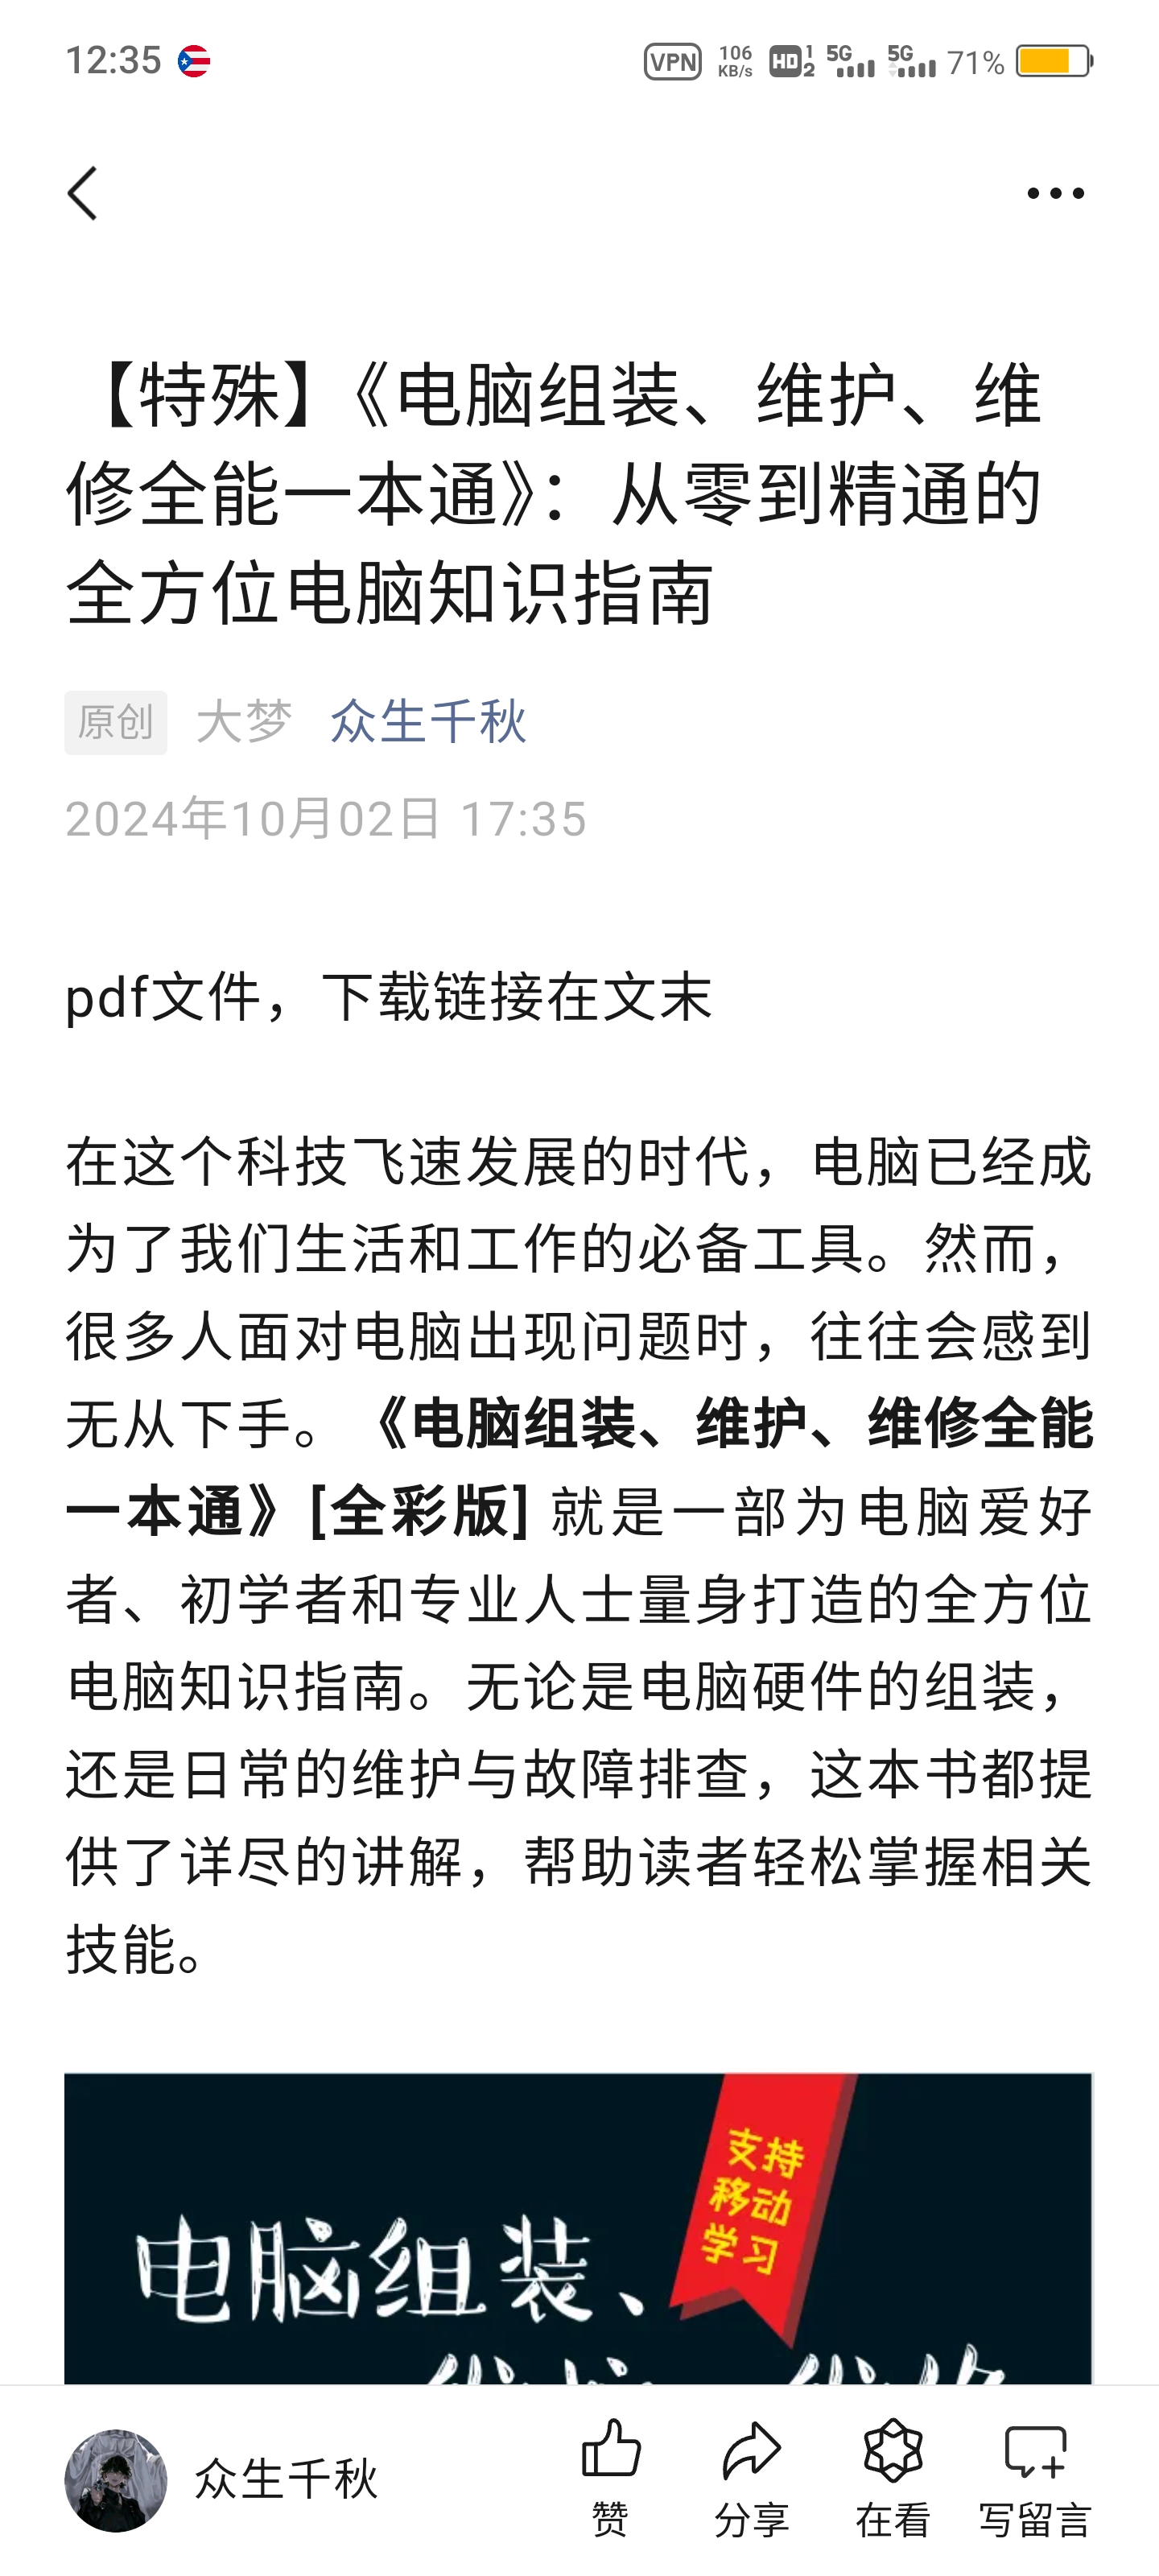 12:35
VPN 106 KB/s HD 1 2 5G 5G 71%
【特殊】《电脑组装、维护、维
修全能一本通》：从零到精通的
全方位电脑知识指南
原创 大梦 众生千秋
2024年10月02日 17:35
pdf文件，下载链接在文末
在这个科技飞速发展的时代，电脑已经成
为了我们生活和工作的必备工具。然而，
很多人面对电脑出现问题时，往往会感到
无从下手。《电脑组装、维护、维修全能
一本通》[全彩版] 就是一部为电脑爱好
者、初学者和专业人士量身打造的全方位
电脑知识指南。无论是电脑硬件的组装，
还是日常的维护与故障排查，这本书都提
供了详尽的讲解，帮助读者轻松掌握相关
技能。
支持
移动
学习
电脑组装、
众生千秋
赞 分享 在看 写留言